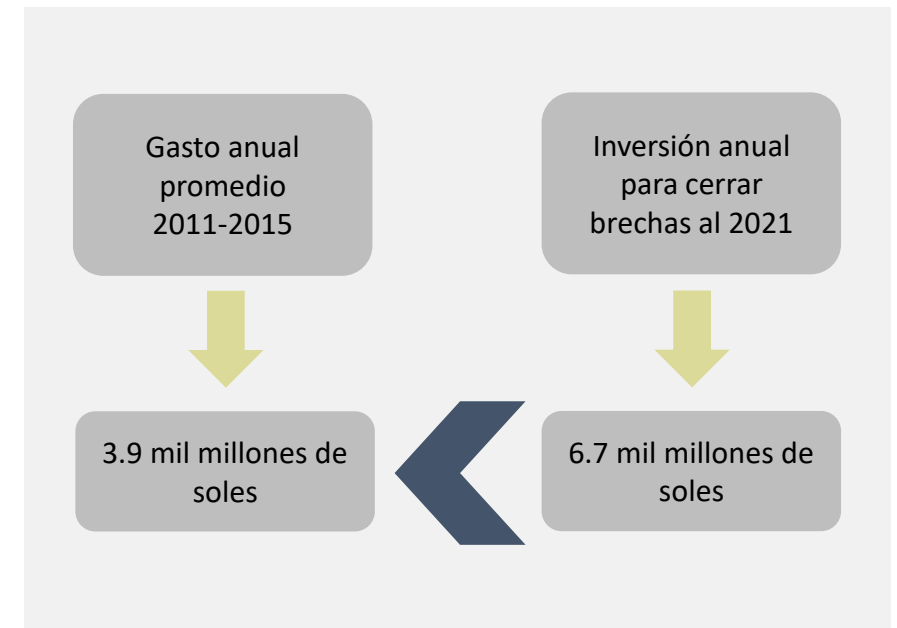 Gasto anual
promedio
2011-2015
Inversión anual
para cerrar
brechas al 2021
3.9 mil millones de
soles
6.7 mil millones de
soles